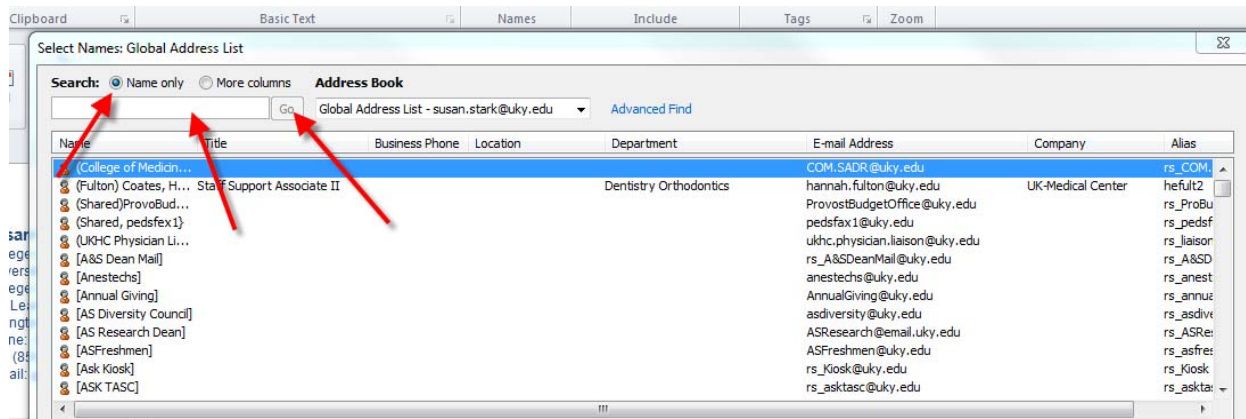 Clipboard Basic Text Names Include Tags Zoom
Select Names: Global Address List
Search: Name only More columns Address Book
Go Global Address List - susan.stark@uky.edu Advanced Find
Name Title Business Phone Location Department E-mail Address Company Alias
(College of Medicin... COM.SADR@uky.edu rs_COM.
(Fulton) Coates, H... Staff Support Associate II Dentistry Orthodontics hannah.fulton@uky.edu UK-Medical Center hefult2
(Shared)ProvoBud... ProvostBudgetOffice@uky.edu rs_ProBu
(Shared, pedsfex1} pedsfax1@uky.edu rs_pedsf
(UKHC Physician Li... ukhc.physician.liaison@uky.edu rs_liaison
[A&S Dean Mail] rs_A&SDeanMail@uky.edu rs_A&SD
[Anestechs] anestechs@uky.edu rs_anest
[Annual Giving] AnnualGiving@uky.edu rs_annua
[AS Diversity Council] asdiversity@uky.edu rs_asdive
[AS Research Dean] ASResearch@email.uky.edu rs_ASRe
[ASFreshmen] ASFreshmen@uky.edu rs_asfres
[Ask Kiosk] rs_Kiosk@uky.edu rs_Kiosk
[ASK TASC] rs_asktasc@uky.edu rs_askta